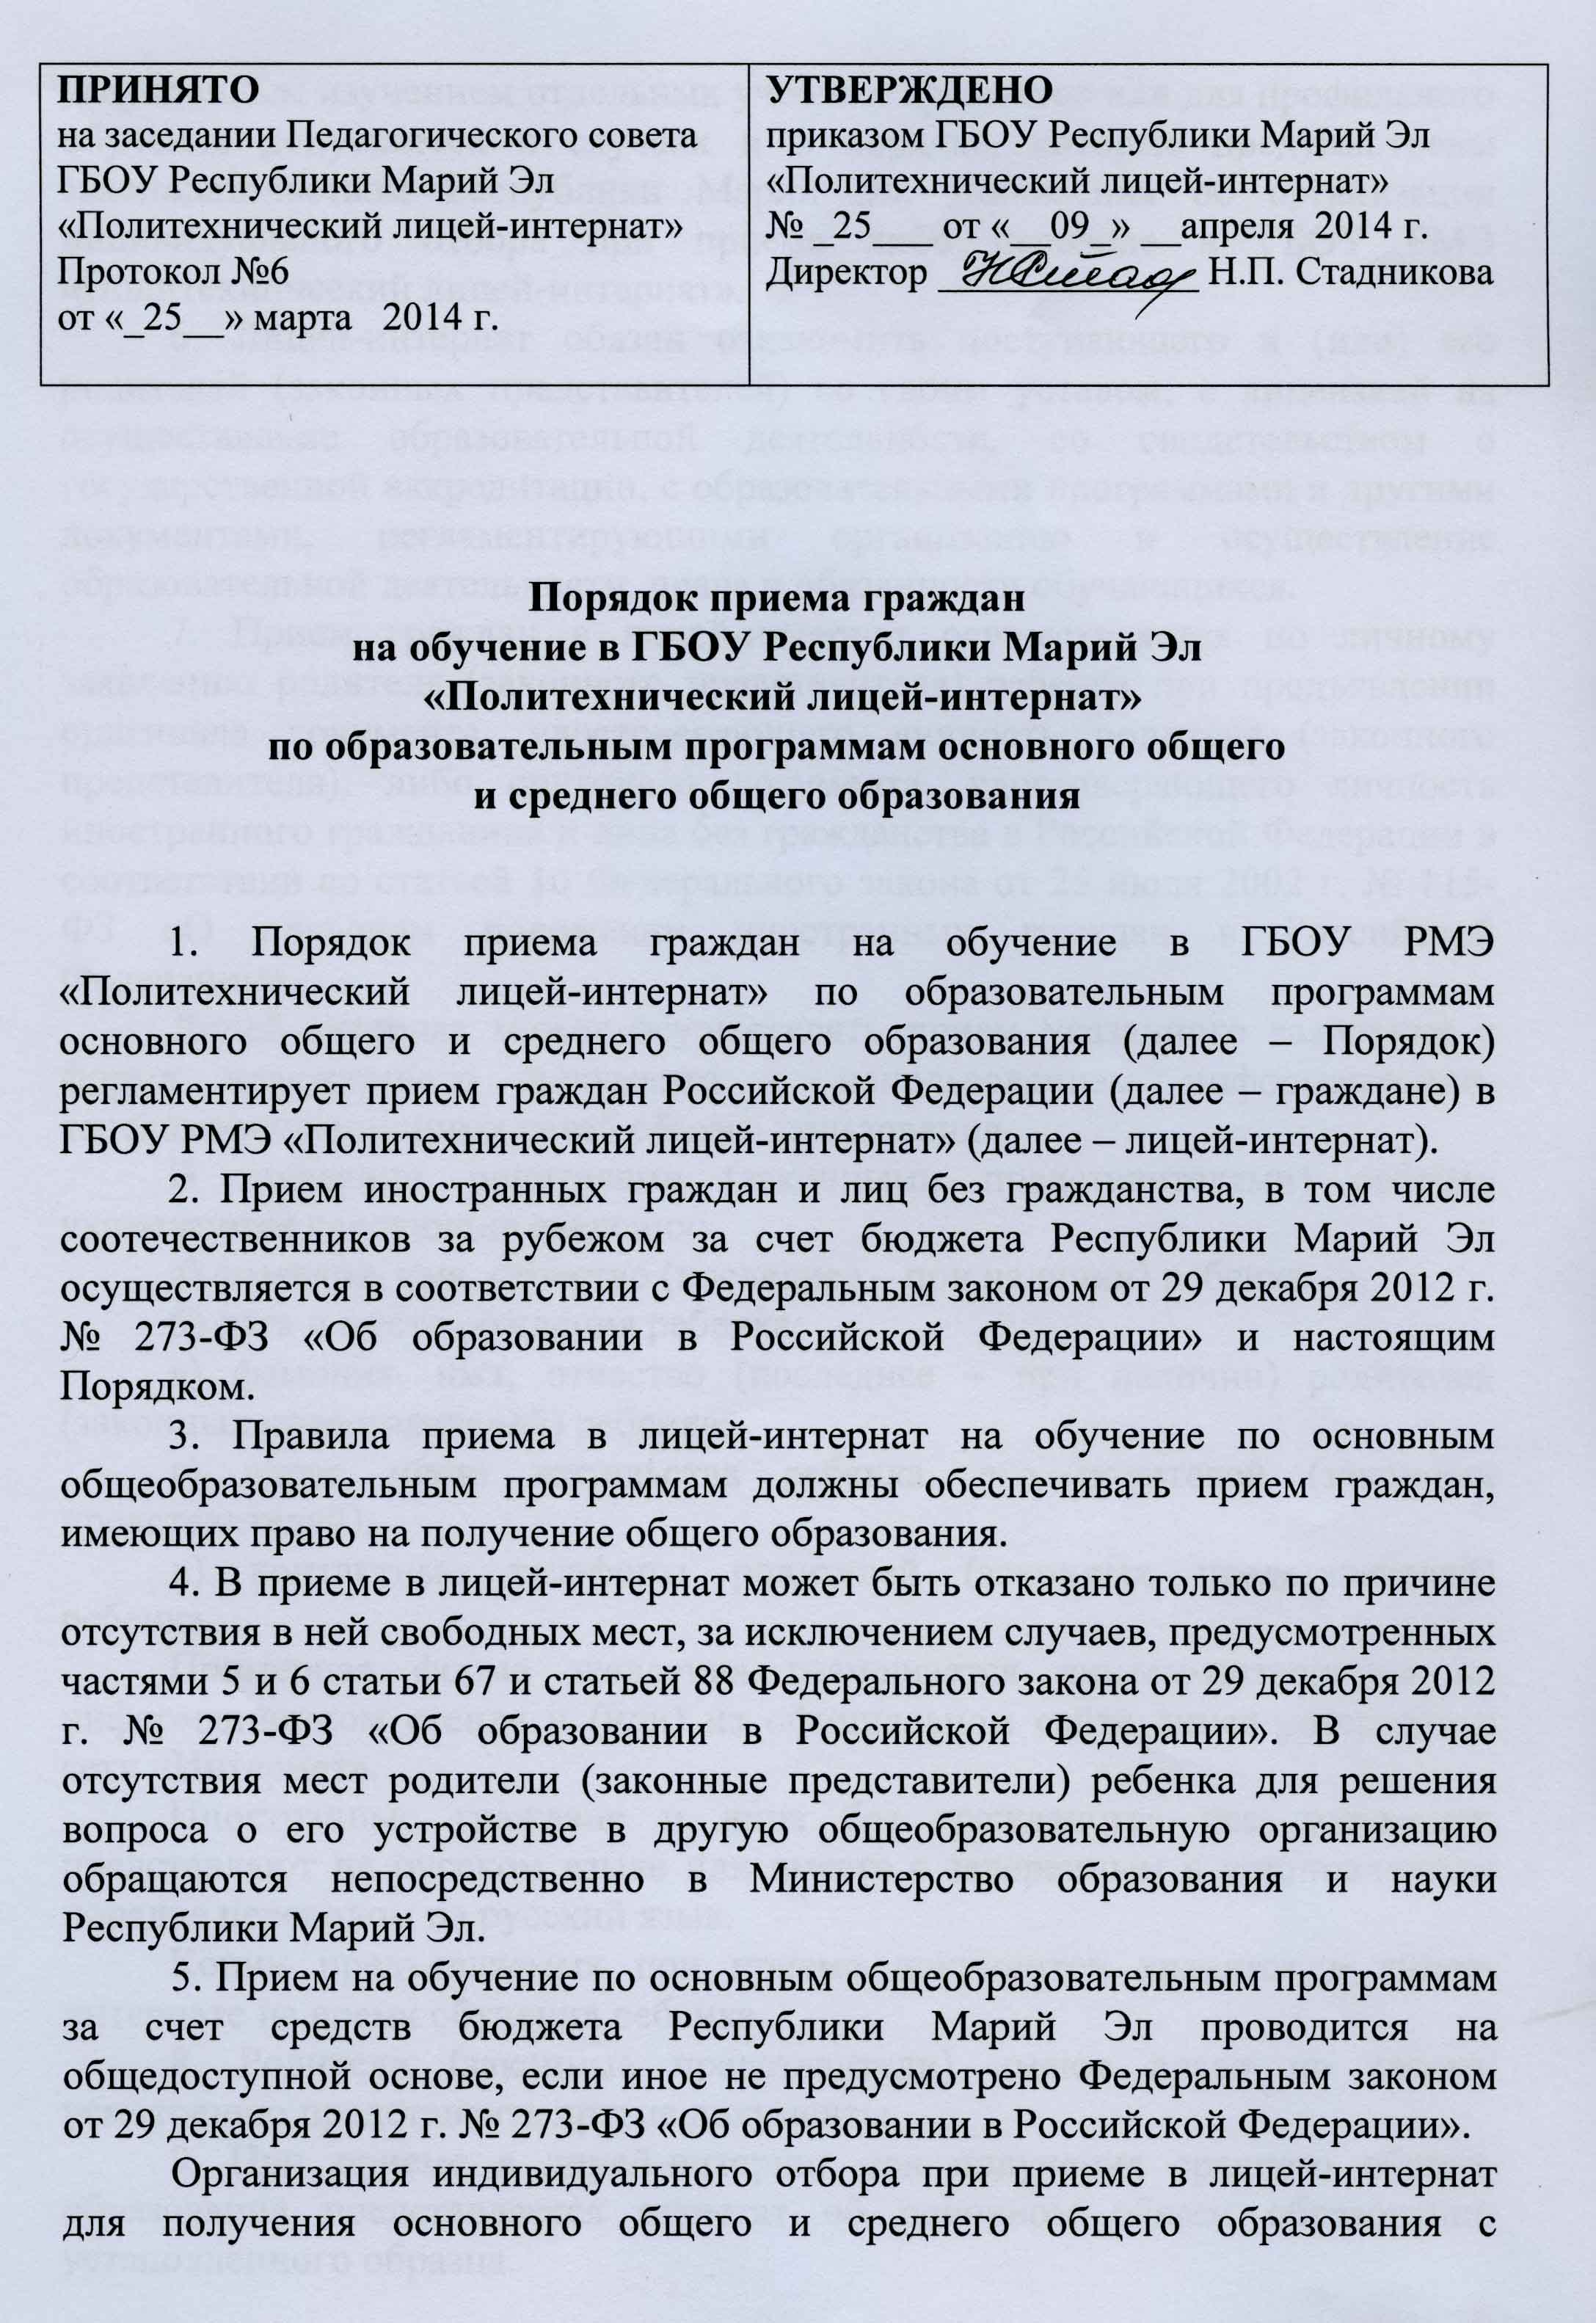 ПРИНЯТО
на заседании Педагогического совета
ГБОУ Республики Марий Эл
«Политехнический лицей-интернат»
Протокол №6
от «_25__» марта 2014 г.
УТВЕРЖДЕНО
приказом ГБОУ Республики Марий Эл
«Политехнический лицей-интернат»
№ _25___ от «__09_» __апреля 2014 г.
Директор ____________ Н.П. Стадникова
Порядок приема граждан
на обучение в ГБОУ Республики Марий Эл
«Политехнический лицей-интернат»
по образовательным программам основного общего
и среднего общего образования
1. Порядок приема граждан на обучение в ГБОУ РМЭ
«Политехнический лицей-интернат» по образовательным программам
основного общего и среднего общего образования (далее – Порядок)
регламентирует прием граждан Российской Федерации (далее – граждане) в
ГБОУ РМЭ «Политехнический лицей-интернат» (далее – лицей-интернат).
2. Прием иностранных граждан и лиц без гражданства, в том числе
соотечественников за рубежом за счет бюджета Республики Марий Эл
осуществляется в соответствии с Федеральным законом от 29 декабря 2012 г.
№ 273-ФЗ «Об образовании в Российской Федерации» и настоящим
Порядком.
3. Правила приема в лицей-интернат на обучение по основным
общеобразовательным программам должны обеспечивать прием граждан,
имеющих право на получение общего образования.
4. В приеме в лицей-интернат может быть отказано только по причине
отсутствия в ней свободных мест, за исключением случаев, предусмотренных
частями 5 и 6 статьи 67 и статьей 88 Федерального закона от 29 декабря 2012
г. № 273-ФЗ «Об образовании в Российской Федерации». В случае
отсутствия мест родители (законные представители) ребенка для решения
вопроса о его устройстве в другую общеобразовательную организацию
обращаются непосредственно в Министерство образования и науки
Республики Марий Эл.
5. Прием на обучение по основным общеобразовательным программам
за счет средств бюджета Республики Марий Эл проводится на
общедоступной основе, если иное не предусмотрено Федеральным законом
от 29 декабря 2012 г. № 273-ФЗ «Об образовании в Российской Федерации».
Организация индивидуального отбора при приеме в лицей-интернат
для получения основного общего и среднего общего образования с